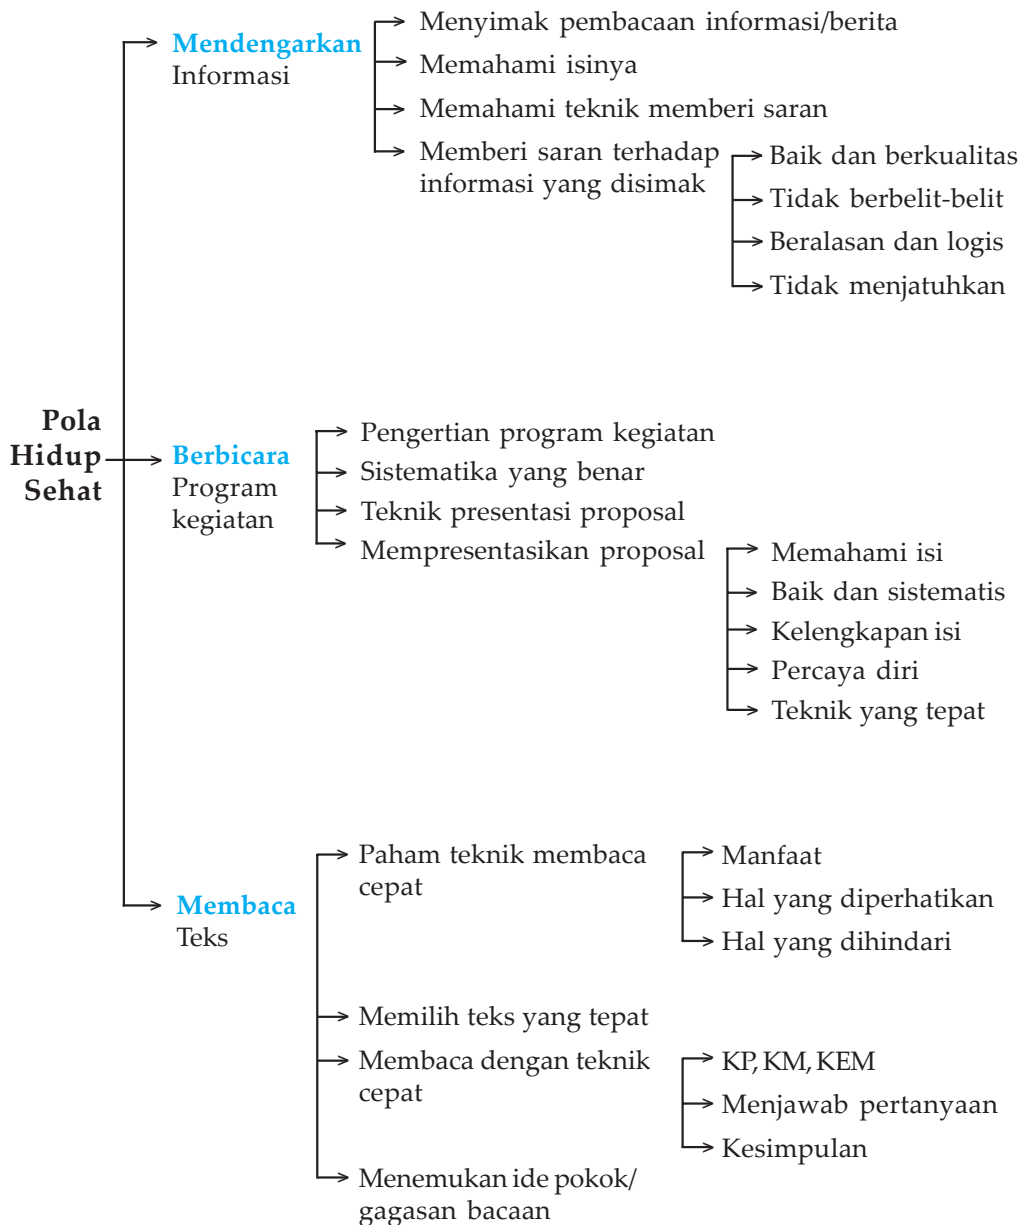 Mendengarkan
Informasi
Menyimak pembacaan informasi/berita
Memahami isinya
Memahami teknik memberi saran
Memberi saran terhadap
informasi yang disimak
Baik dan berkualitas
Tidak berbelit-belit
Beralasan dan logis
Tidak menjatuhkan
Pola
Hidup
Sehat
Berbicara
Program
kegiatan
Pengertian program kegiatan
Sistematika yang benar
Teknik presentasi proposal
Mempresentasikan proposal
Memahami isi
Baik dan sistematis
Kelengkapan isi
Percaya diri
Teknik yang tepat
Membaca
Teks
Paham teknik membaca
cepat
Manfaat
Hal yang diperhatikan
Hal yang dihindari
Memilih teks yang tepat
Membaca dengan teknik
cepat
KP, KM, KEM
Menjawab pertanyaan
Kesimpulan
Menemukan ide pokok/
gagasan bacaan